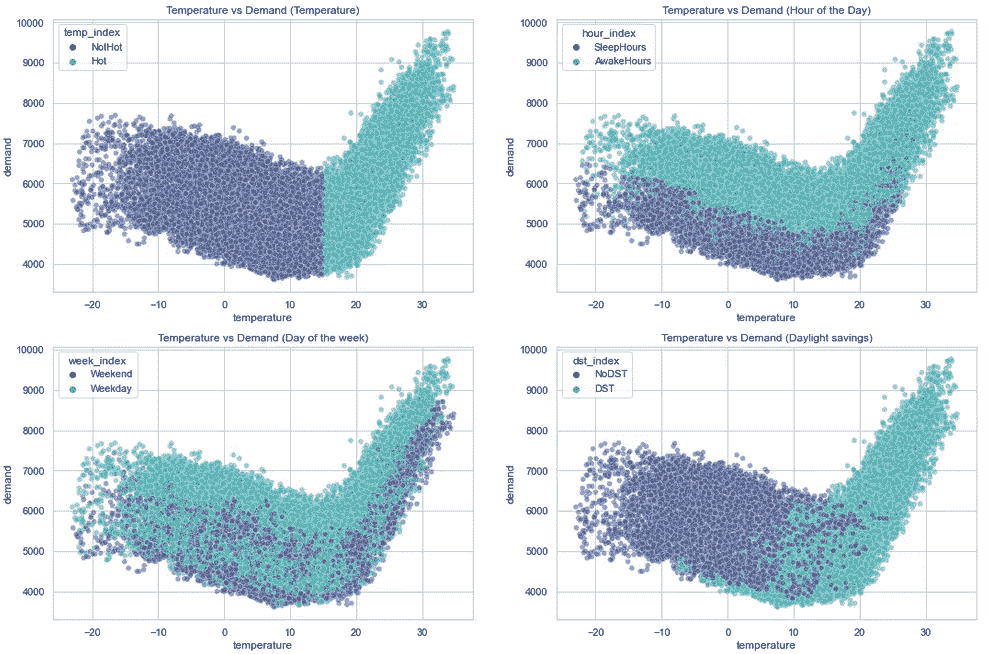 Temperature vs Demand (Temperature)
temp_index
NotHot
Hot
demand
10000
9000
8000
7000
6000
5000
4000
−20
−10
0
10
20
30
temperature
Temperature vs Demand (Hour of the Day)
hour_index
SleepHours
AwakeHours
demand
10000
9000
8000
7000
6000
5000
4000
−20
−10
0
10
20
30
temperature
Temperature vs Demand (Day of the week)
week_index
Weekend
Weekday
demand
10000
9000
8000
7000
6000
5000
4000
−20
−10
0
10
20
30
temperature
Temperature vs Demand (Daylight savings)
dst_index
NoDST
DST
demand
10000
9000
8000
7000
6000
5000
4000
−20
−10
0
10
20
30
temperature